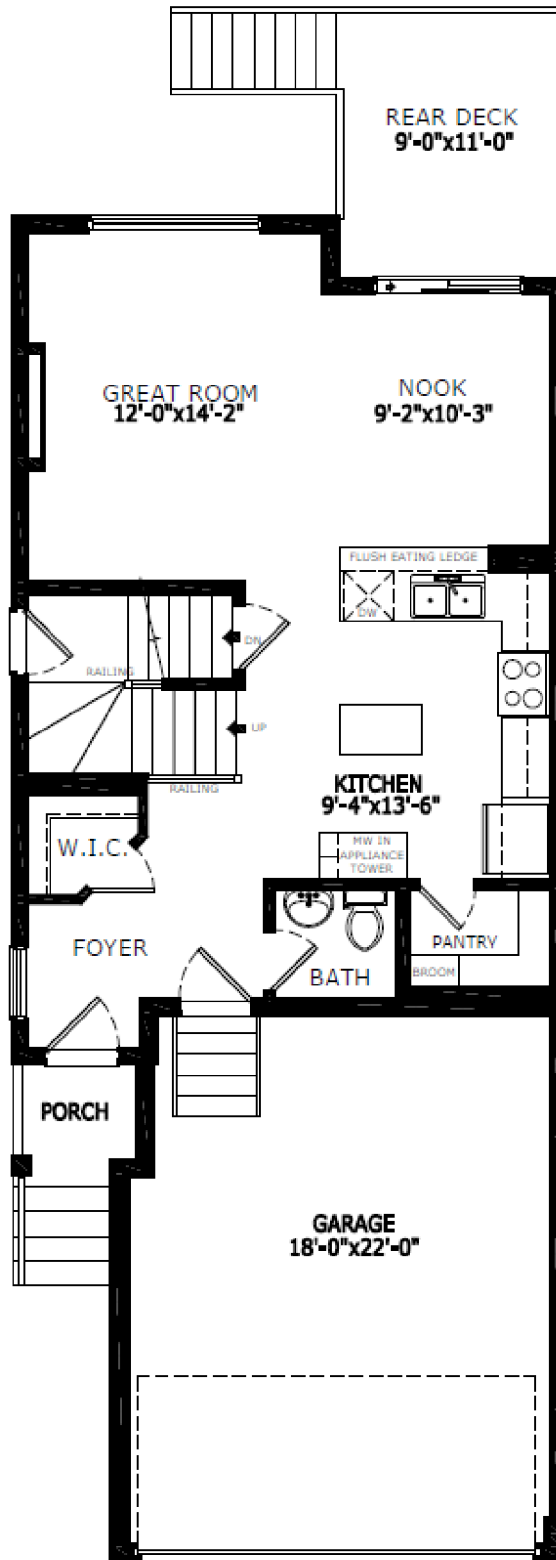 REAR DECK
9'-0"x11'-0"
GREAT ROOM
12'-0"x14'-2"
NOOK
9'-2"x10'-3"
FLUSH EATING LEDGE
DW
DN
RAILING
UP
RAILING
KITCHEN
9'-4"x13'-6"
MW IN
APPLIANCE
TOWER
W.I.C.
FOYER
BATH
PANTRY
BROOM
PORCH
GARAGE
18'-0"x22'-0"